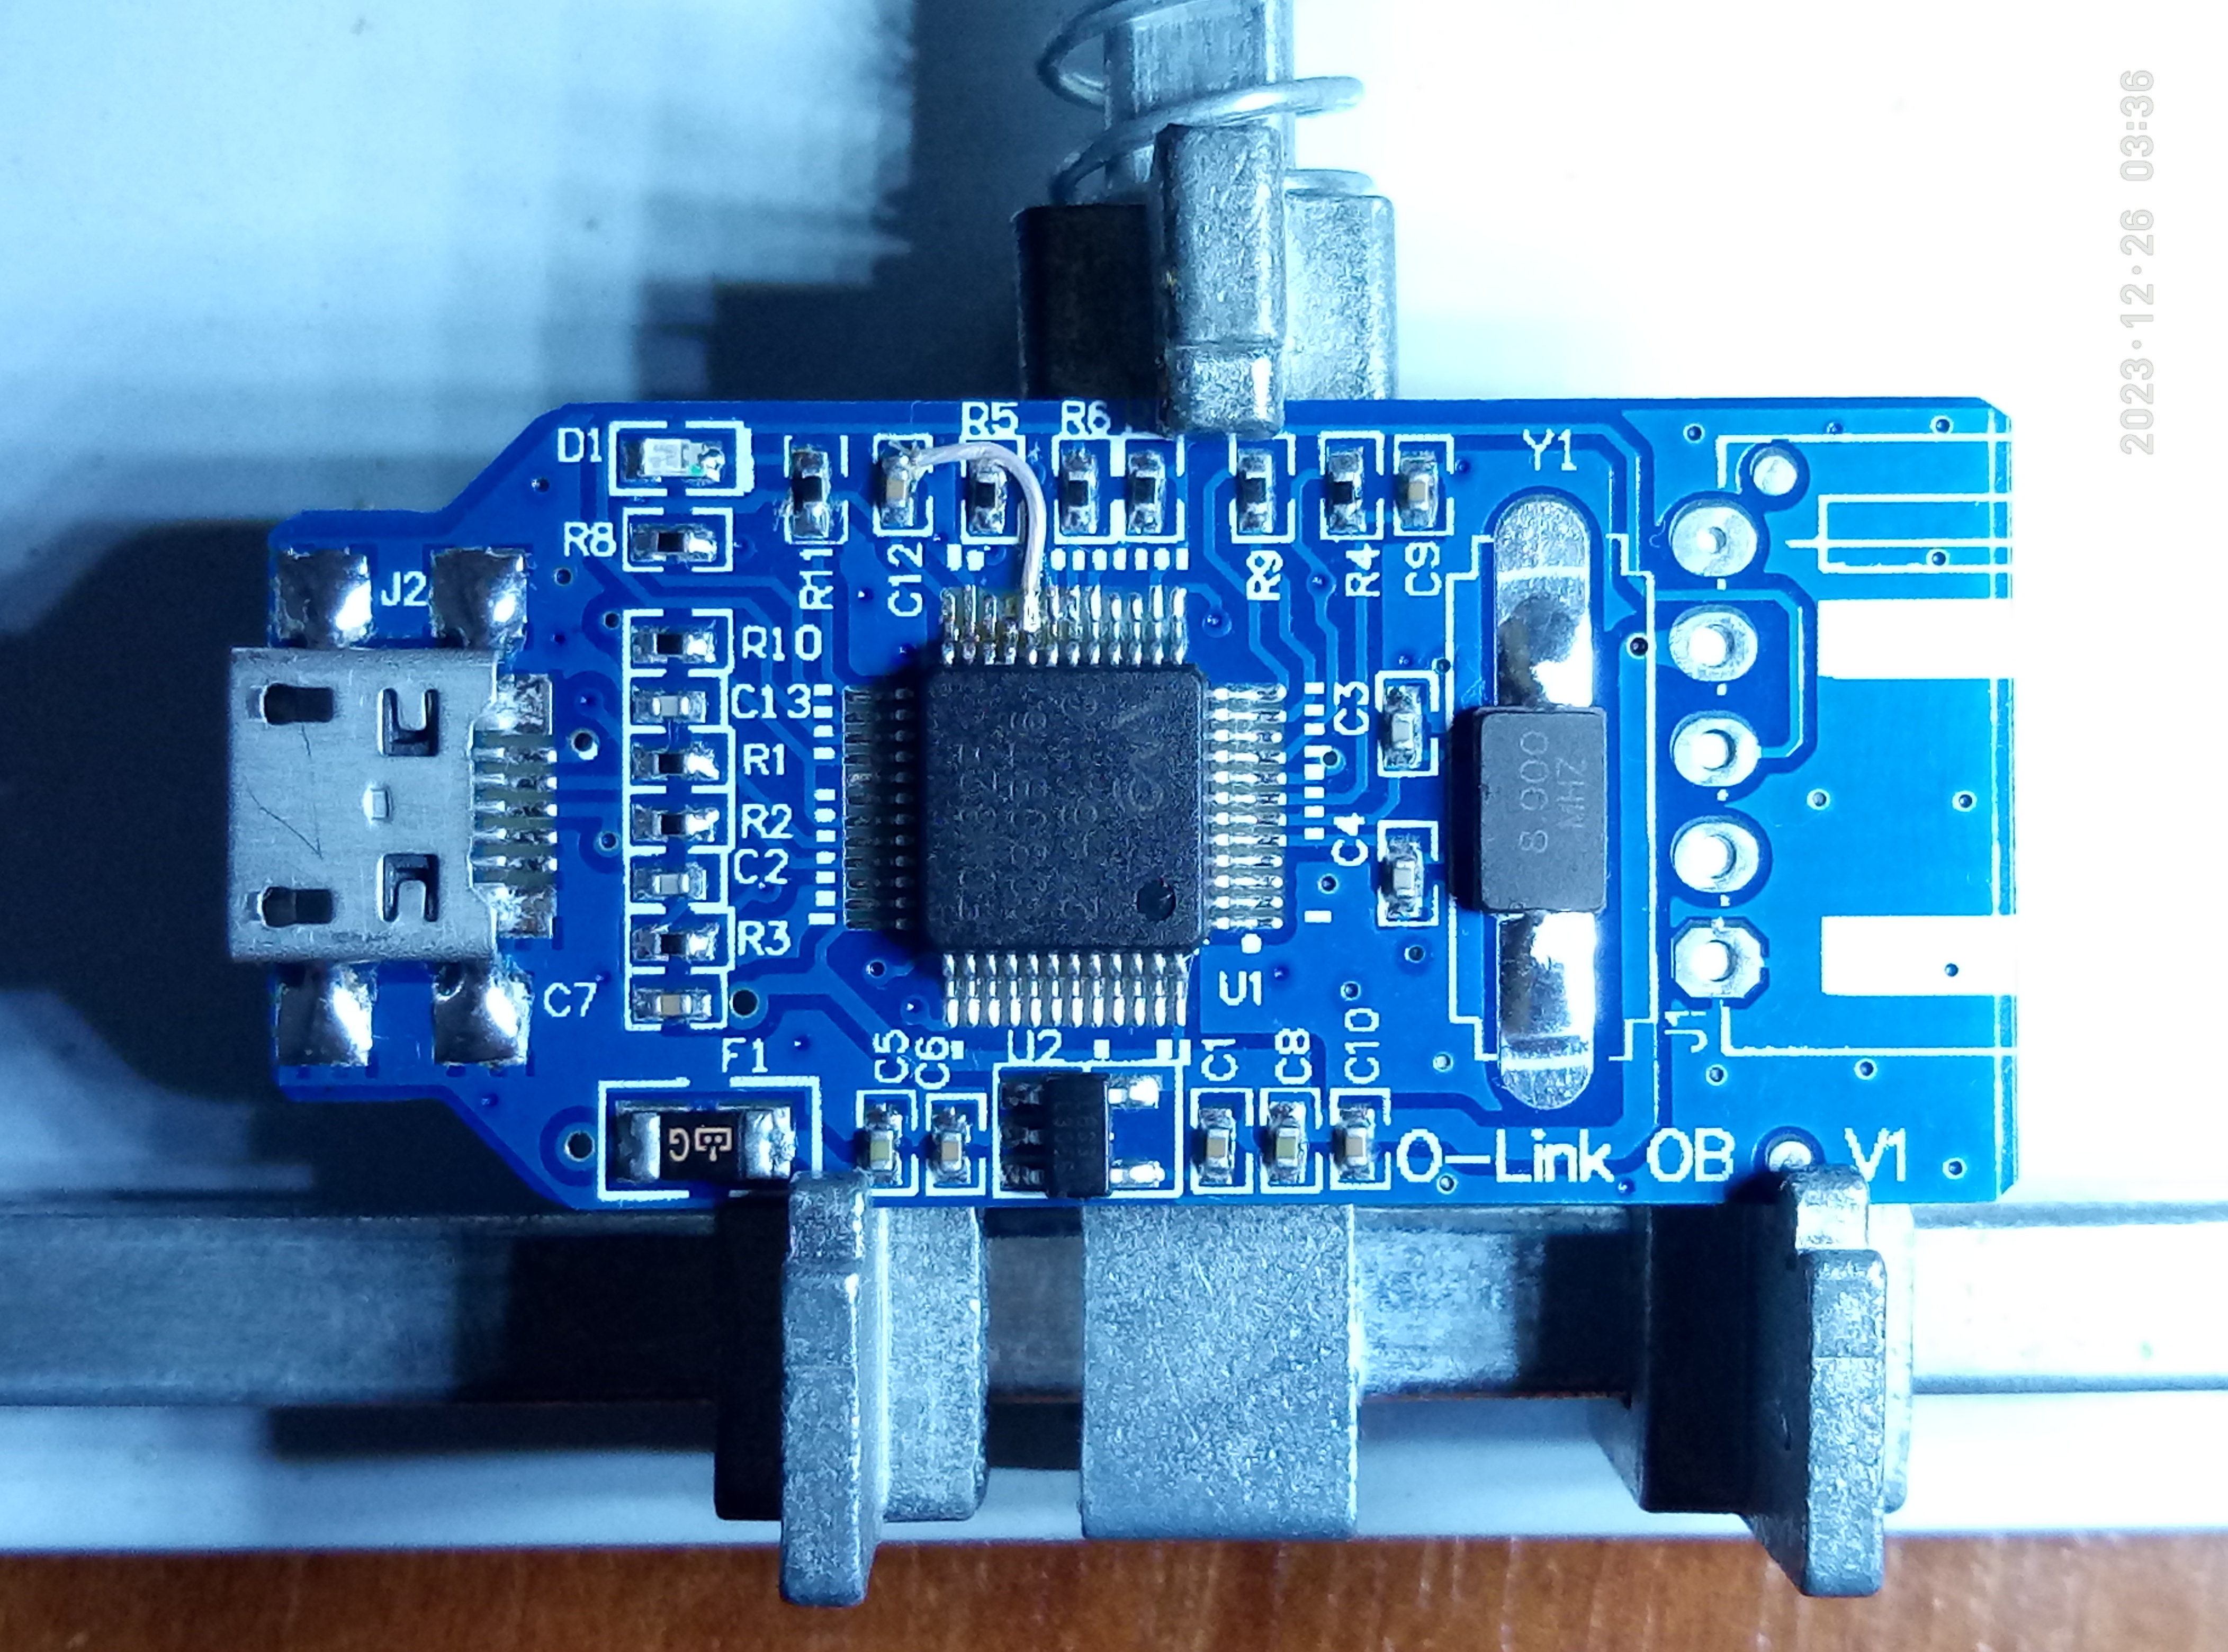 2023·12·26 03:36
R5
R6
D1
Y1
R8
R11
C12
R9
R4
C9
J2
R10
C13
R1
R2
C2
R3
C7
C3
C4
8 900
MHZ
U1
J1
F1
C5
C6
U2
C1
C8
C10
G
O-Link OB V1